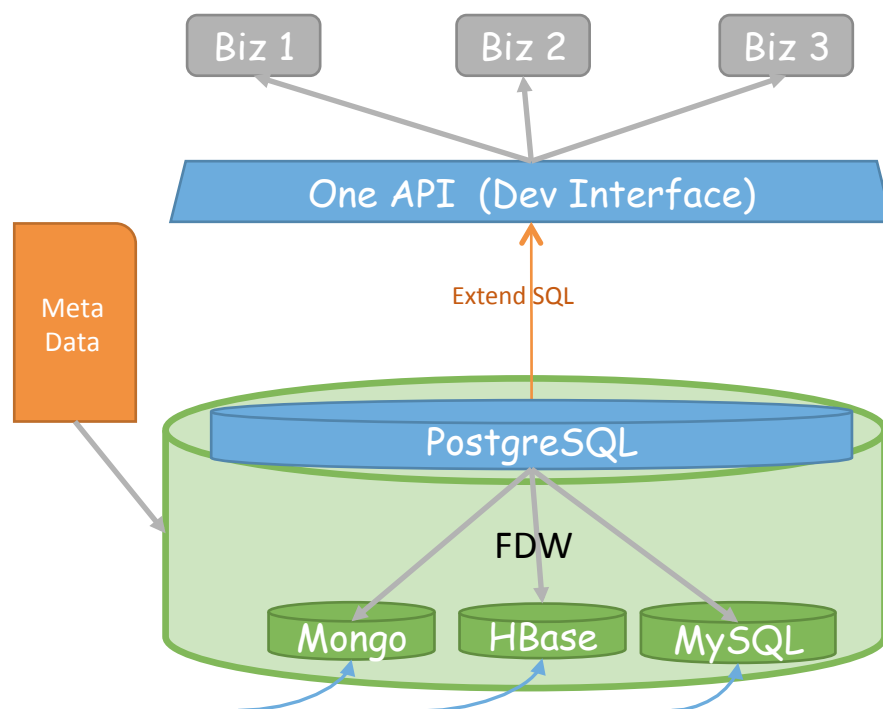 Biz 1
Biz 2
Biz 3
One API (Dev Interface)
Meta
Data
Extend SQL
PostgreSQL
FDW
Mongo
HBase
MySQL